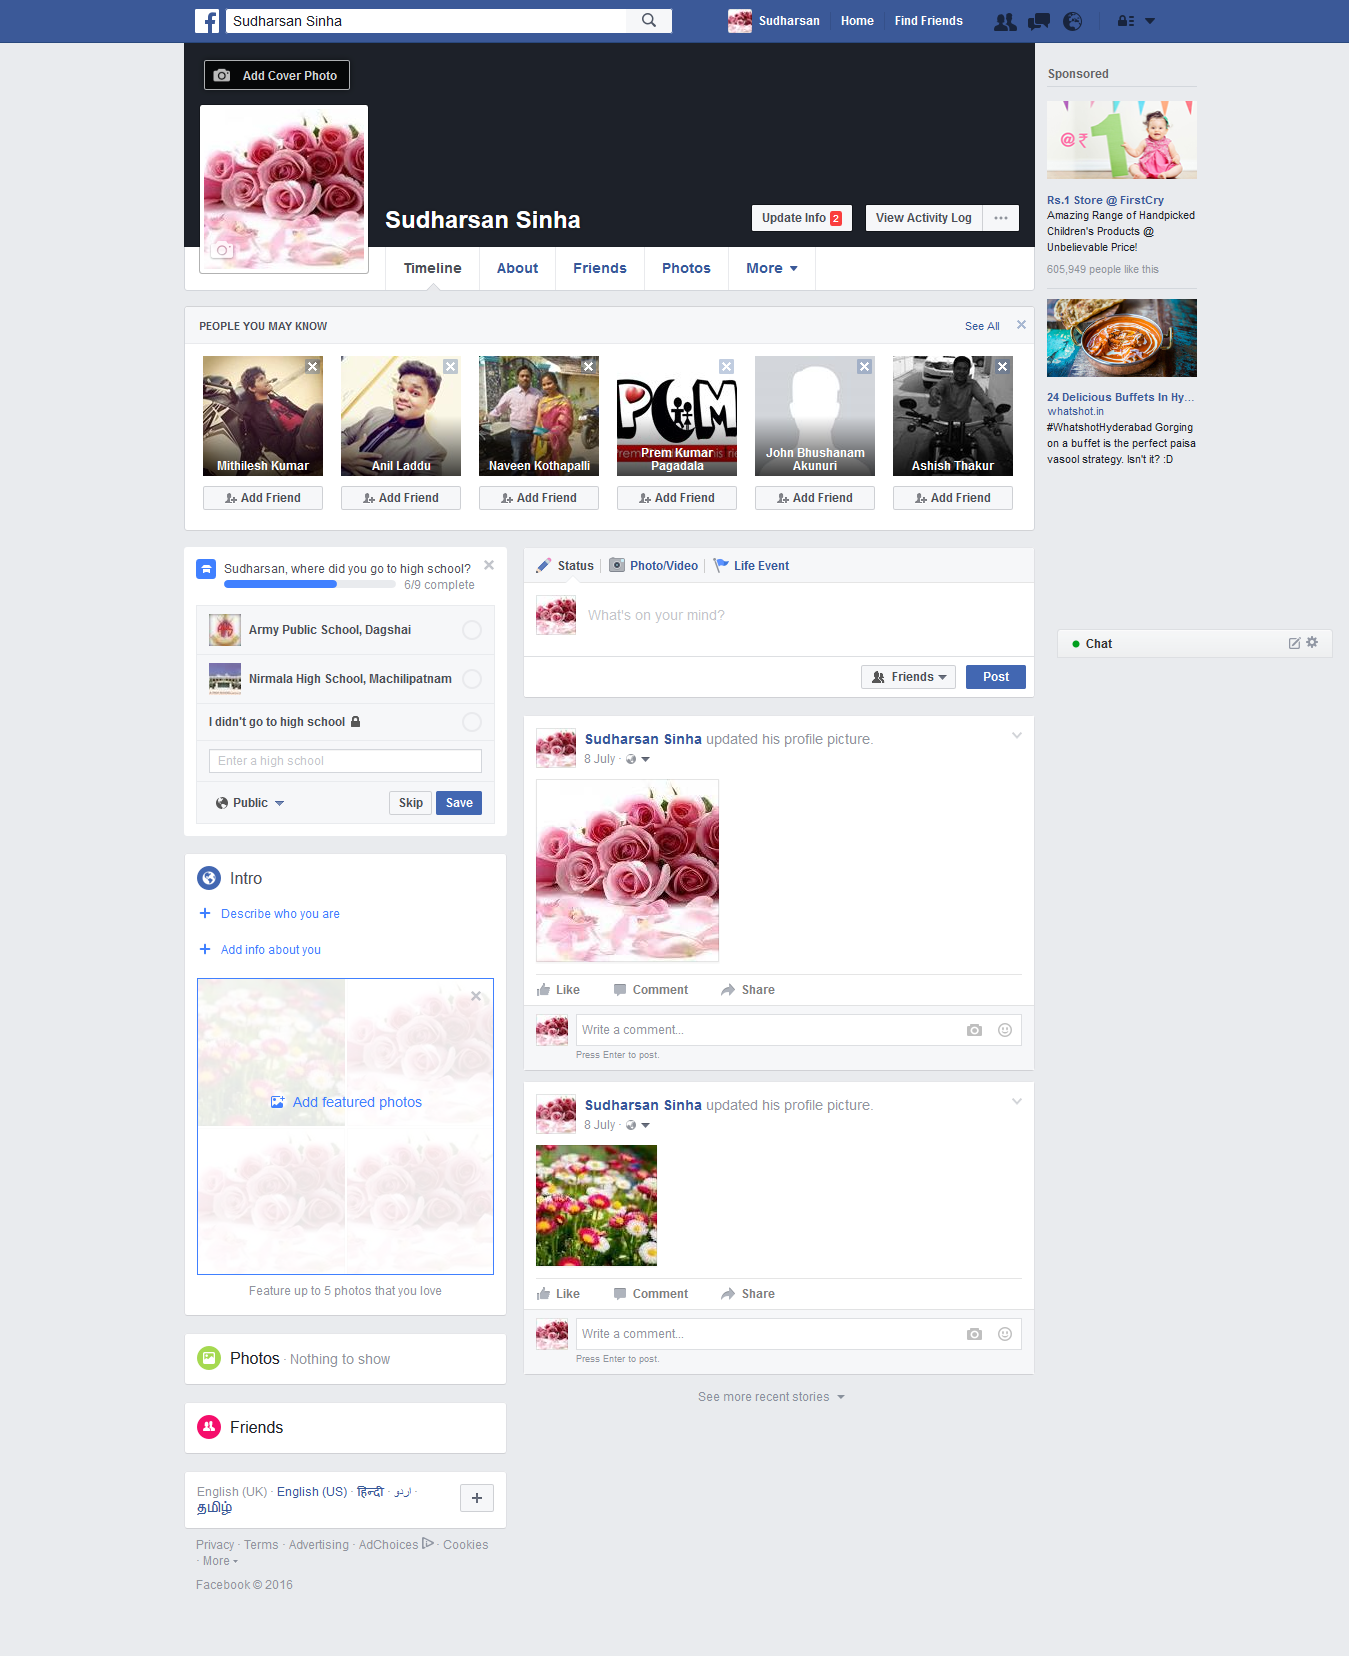 Sudharsan Sinha
Sudharsan
Home
Find Friends
Add Cover Photo
Sudharsan Sinha
Update Info 2
View Activity Log
Timeline
About
Friends
Photos
More
Sponsored
@ ₹ 1
Rs.1 Store @ FirstCry
Amazing Range of Handpicked
Children's Products @
Unbelievable Price!
605,949 people like this
24 Delicious Buffets In Hy...
whatshot.in
#WhatshotHyderabad Gorging
on a buffet is the perfect paisa
vasool strategy. Isn't it? :D
PEOPLE YOU MAY KNOW
See All
Mithilesh Kumar
Anil Laddu
Naveen Kothapalli
Prem Kumar
Pagadala
John Bhushanam
Akunuri
Ashish Thakur
Add Friend
Add Friend
Add Friend
Add Friend
Add Friend
Add Friend
Sudharsan, where did you go to high school?
6/9 complete
Army Public School, Dagshai
Nirmala High School, Machilipatnam
I didn't go to high school
Enter a high school
Public
Skip
Save
Intro
Describe who you are
Add info about you
Add featured photos
Feature up to 5 photos that you love
Photos · Nothing to show
Friends
English (UK) · English (US) · हिन्दी · اردو ·
தமிழ்
Privacy · Terms · Advertising · AdChoices · Cookies
· More
Facebook © 2016
Status
Photo/Video
Life Event
What's on your mind?
Friends
Post
Sudharsan Sinha updated his profile picture.
8 July ·
Like
Comment
Share
Write a comment...
Press Enter to post.
Sudharsan Sinha updated his profile picture.
8 July ·
Like
Comment
Share
Write a comment...
Press Enter to post.
See more recent stories
Chat